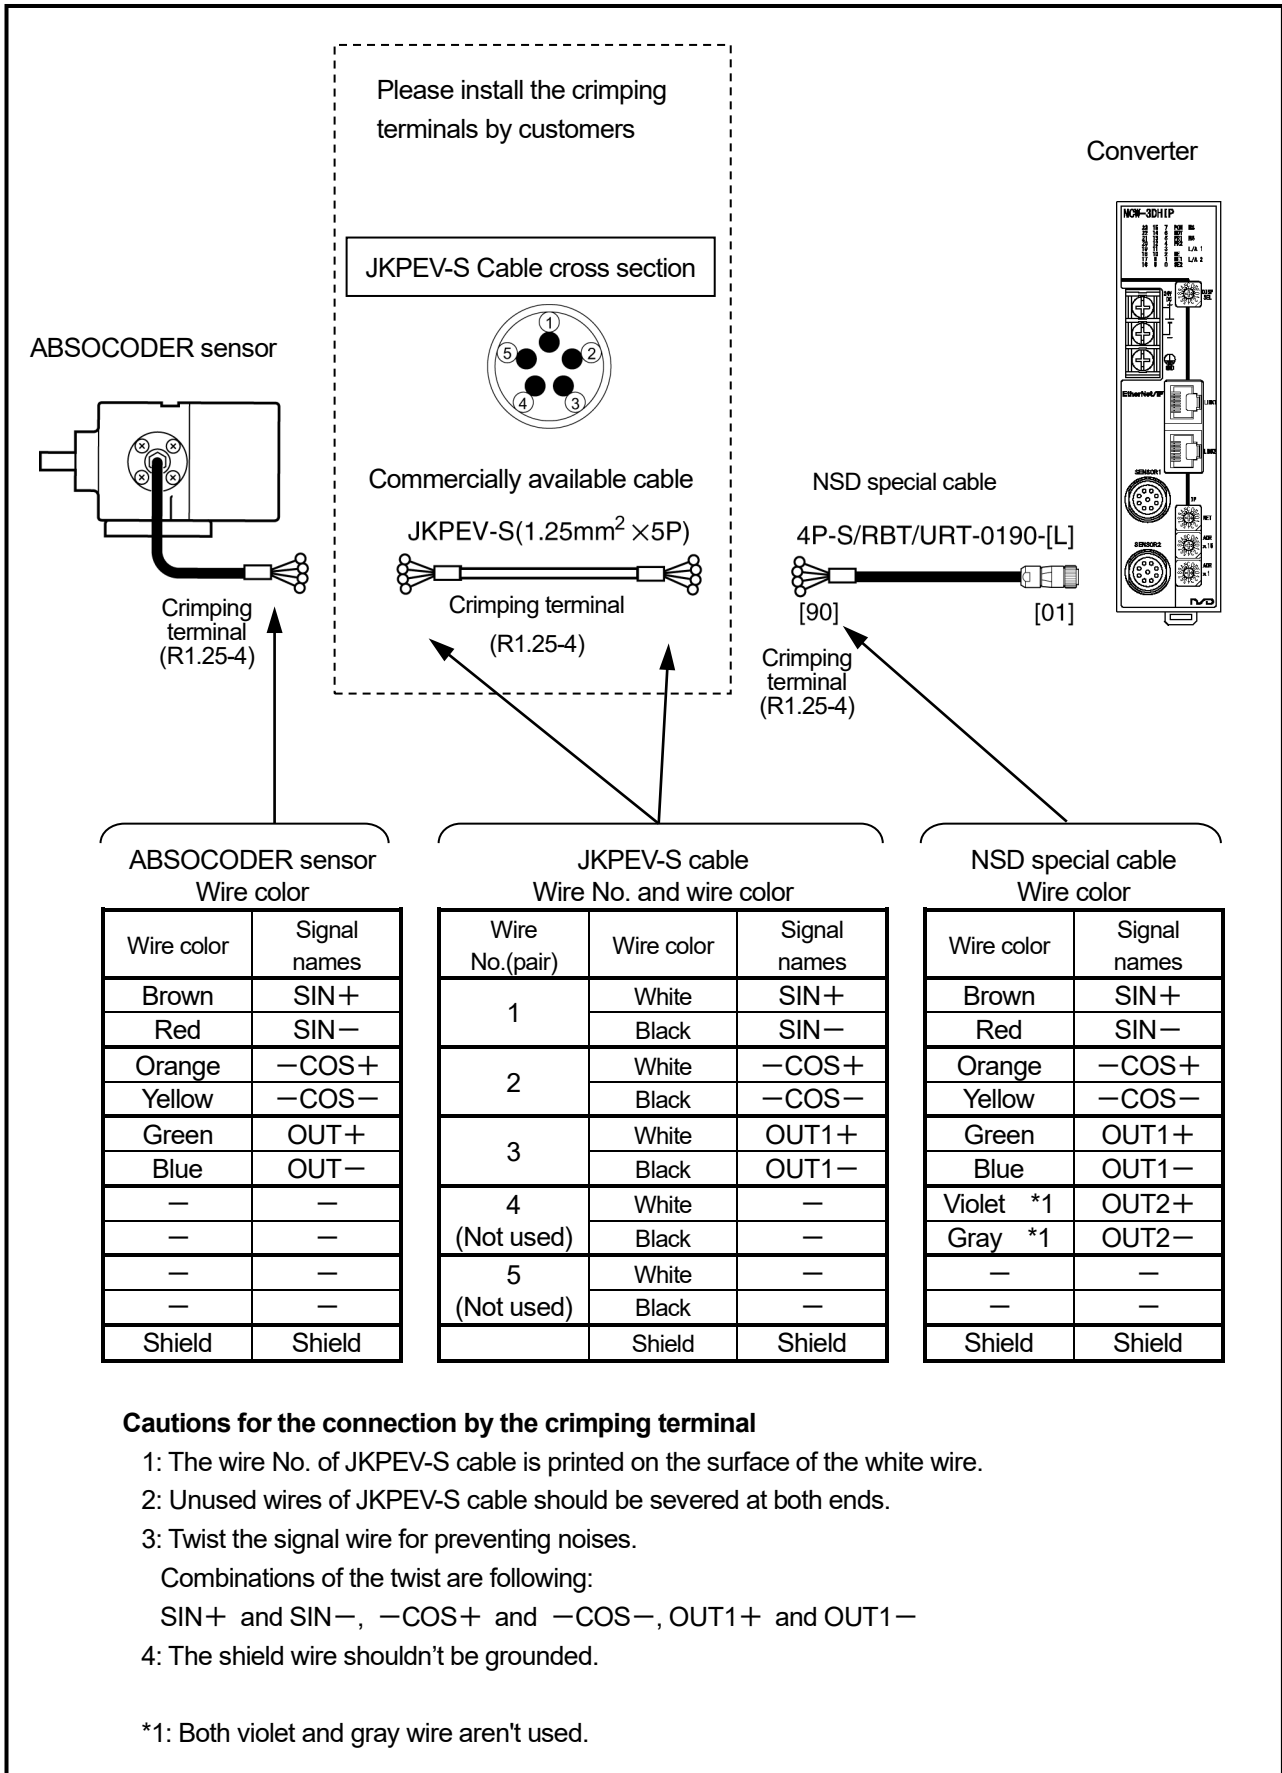 Please install the crimping
terminals by customers
Converter
NCW-3DHIP
JKPEV-S Cable cross section
1
5
2
4
3
ABSOCODER sensor
EtherNet/IP
SENSOR1
SENSOR2
Commercially available cable
JKPEV-S(1.25mm² ×5P)
NSD special cable
4P-S/RBT/URT-0190-[L]
[90]
[01]
Crimping
terminal
(R1.25-4)
Crimping terminal
(R1.25-4)
Crimping
terminal
(R1.25-4)
ABSOCODER sensor
Wire color
Wire color Signal names
Brown SIN+
Red SIN−
Orange −COS+
Yellow −COS−
Green OUT+
Blue OUT−
− −
− −
− −
− −
Shield Shield
JKPEV-S cable
Wire No. and wire color
Wire No.(pair) Wire color Signal names
1 White SIN+
Black SIN−
2 White −COS+
Black −COS−
3 White OUT1+
Black OUT1−
4 White −
(Not used) Black −
5 White −
(Not used) Black −
Shield Shield
NSD special cable
Wire color
Wire color Signal names
Brown SIN+
Red SIN−
Orange −COS+
Yellow −COS−
Green OUT1+
Blue OUT1−
Violet *1 OUT2+
Gray *1 OUT2−
− −
− −
Shield Shield
Cautions for the connection by the crimping terminal
1: The wire No. of JKPEV-S cable is printed on the surface of the white wire.
2: Unused wires of JKPEV-S cable should be severed at both ends.
3: Twist the signal wire for preventing noises.
Combinations of the twist are following:
SIN+ and SIN−, −COS+ and −COS−, OUT1+ and OUT1−
4: The shield wire shouldn’t be grounded.
*1: Both violet and gray wire aren't used.